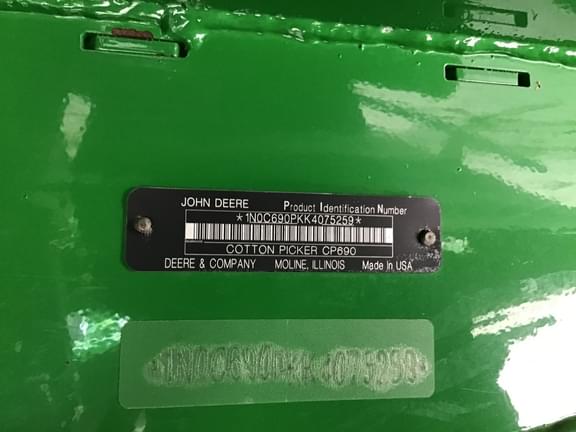 JOHN DEERE Product Identification Number
*1N0C690PKK4075259*
COTTON PICKER CP690
DEERE & COMPANY MOLINE, ILLINOIS Made In USA